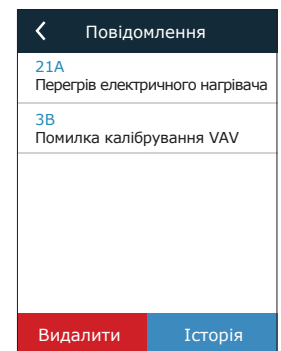 Повідомлення
21A
Перегрів електричного нагрівача
3B
Помилка калібрування VAV
Видалити
Історія